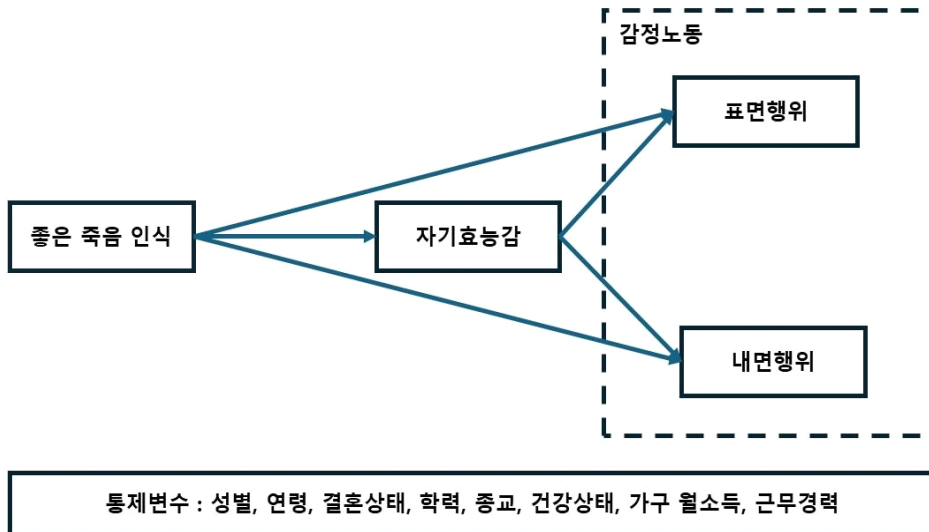 감정노동
표면행위
좋은 죽음 인식
자기효능감
내면행위
통제변수 : 성별, 연령, 결혼상태, 학력, 종교, 건강상태, 가구 월소득, 근무경력